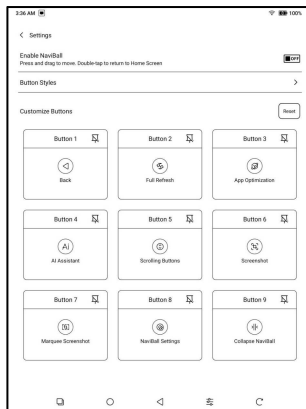 3:36 AM 100%
Settings
Enable NaviBall
Press and drag to move. Double-tap to return to Home Screen
OFF
Button Styles
Customize Buttons Reset
Button 1 Button 2 Button 3
Back Full Refresh App Optimization
Button 4 Button 5 Button 6
AI
AI Assistant Scrolling Buttons Screenshot
Button 7 Button 8 Button 9
Marquee Screenshot NaviBall Settings Collapse NaviBall